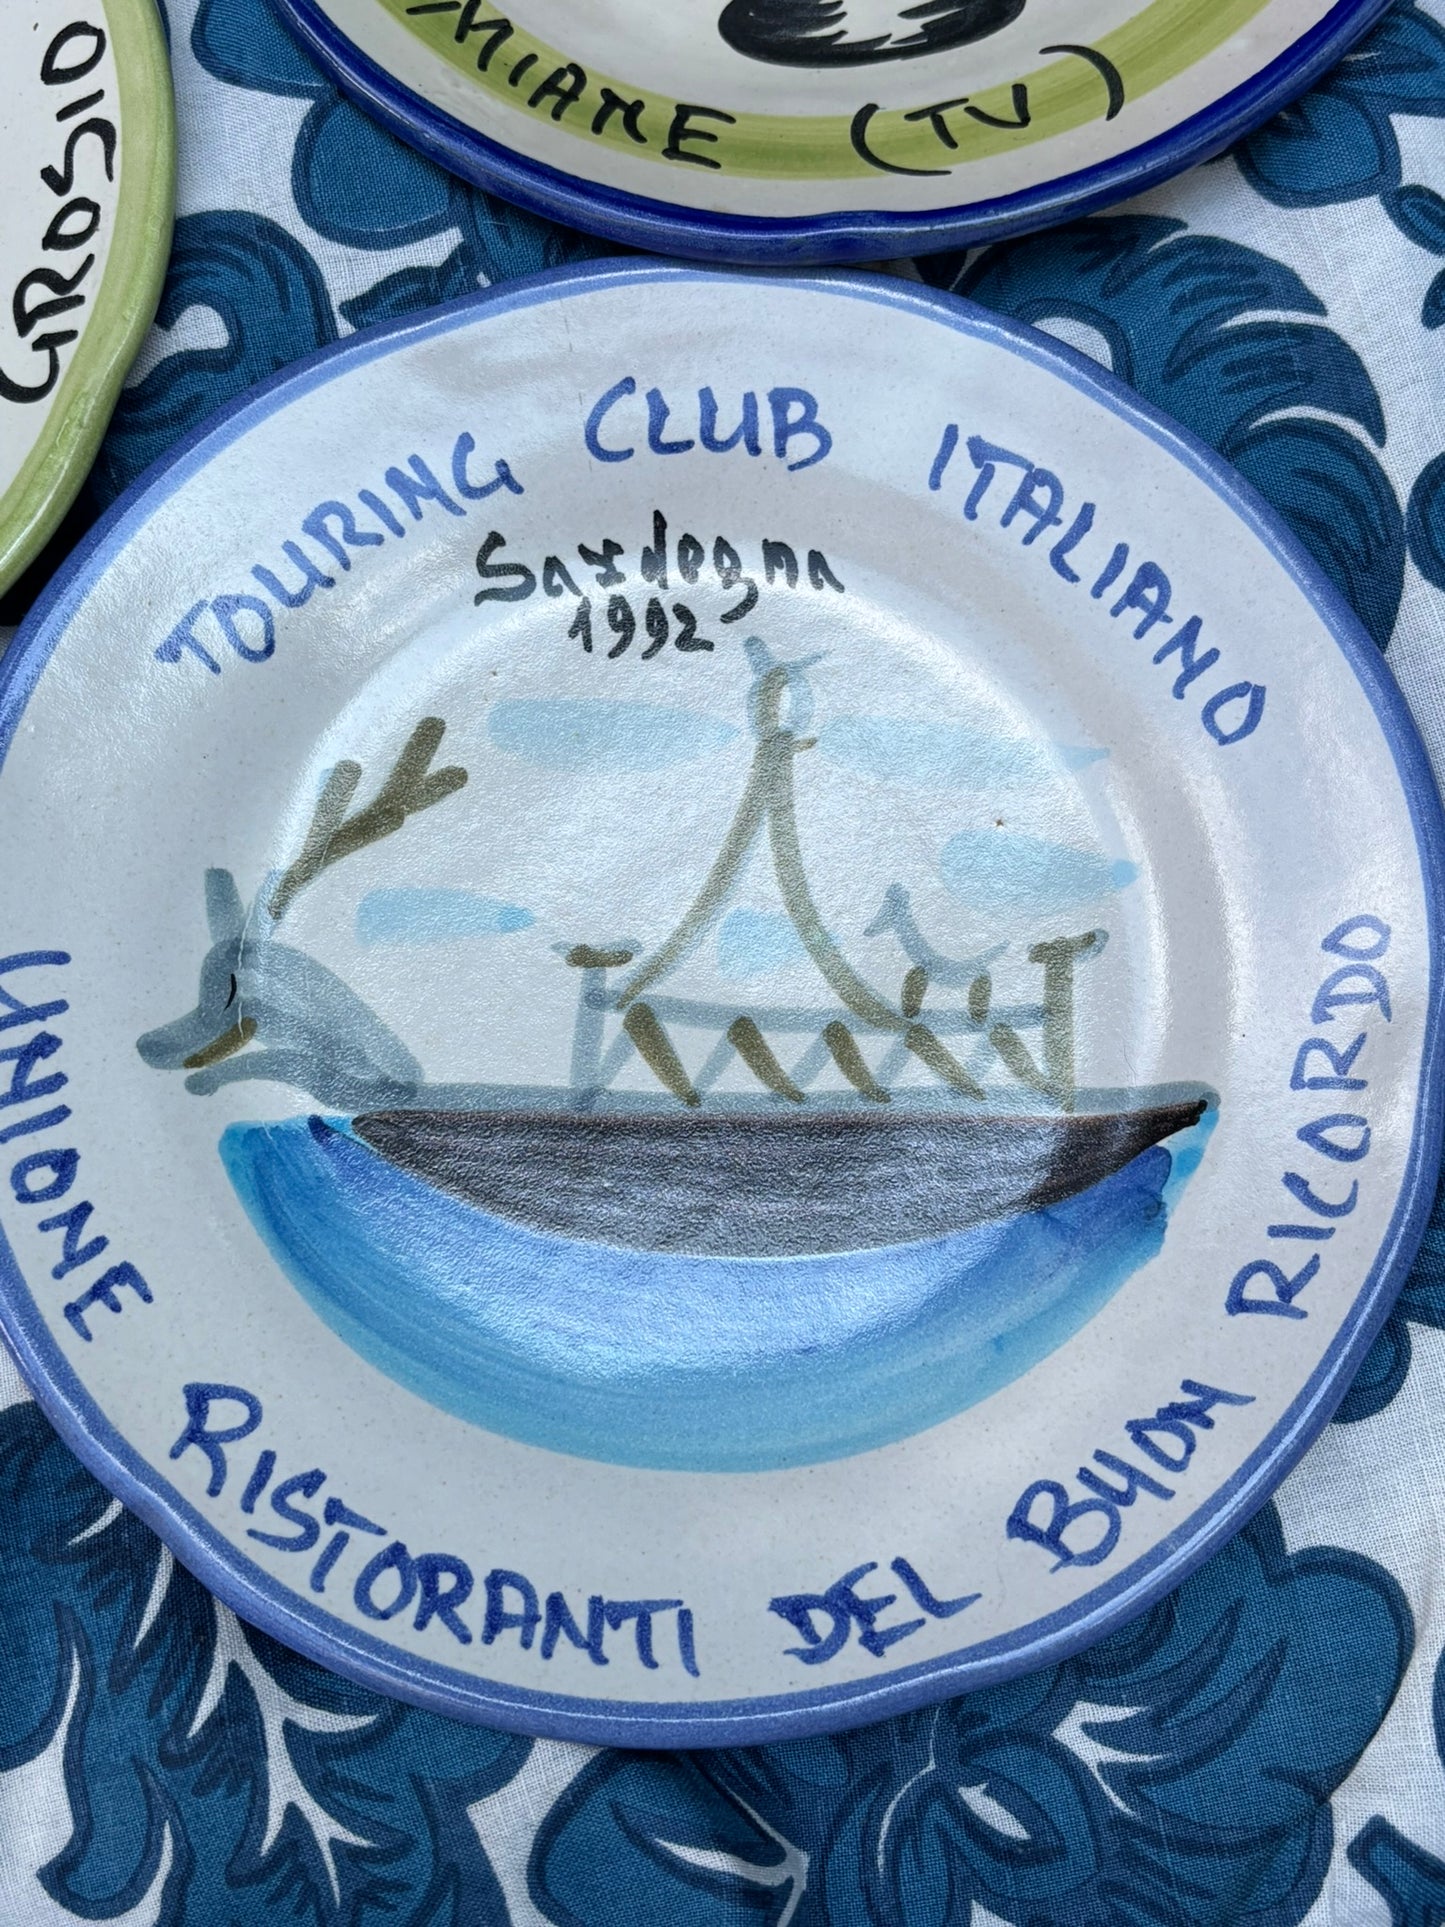 GROSIO
MIANE (TV)
TOURING CLUB ITALIANO
Sardegna
1992
UNIONE RISTORANTI DEL BUON RICORDO